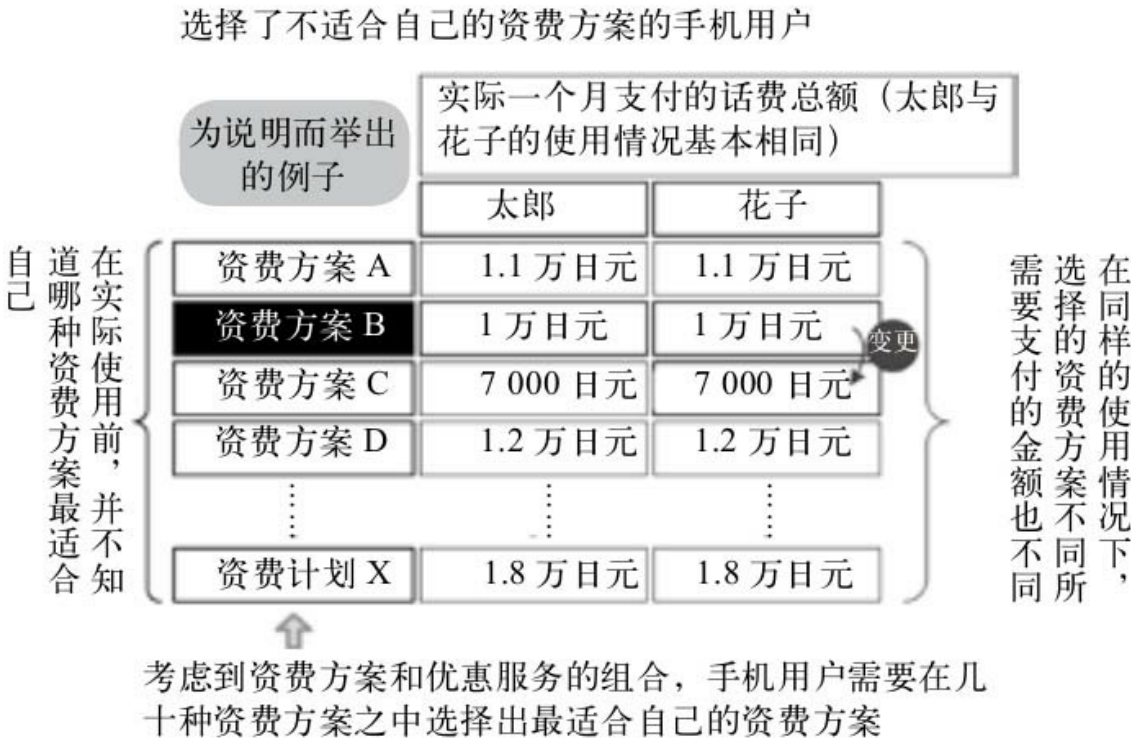 选择了不适合自己的资费方案的手机用户
为说明而举出
的例子
实际一个月支付的话费总额（太郎与
花子的使用情况基本相同）
太郎
花子
在实际使用前，并不知
道哪种资费方案最适合
自己
资费方案 A
1.1 万日元
1.1 万日元
资费方案 B
1 万日元
1 万日元
变更
资费方案 C
7 000 日元
7 000 日元
资费方案 D
1.2 万日元
1.2 万日元
资费计划 X
1.8 万日元
1.8 万日元
在同样的使用情况下，
选择的资费方案不同所
需要支付的金额也不同
考虑到资费方案和优惠服务的组合，手机用户需要在几
十种资费方案之中选择出最适合自己的资费方案